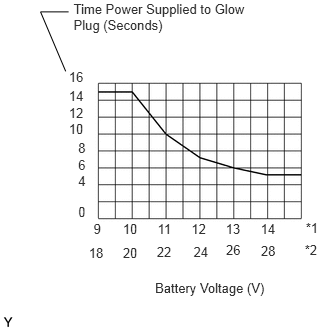 Time Power Supplied to Glow
Plug (Seconds)
16
14
12
10
8
6
4
0
9 10 11 12 13 14 *1
18 20 22 24 26 28 *2
Battery Voltage (V)
Y